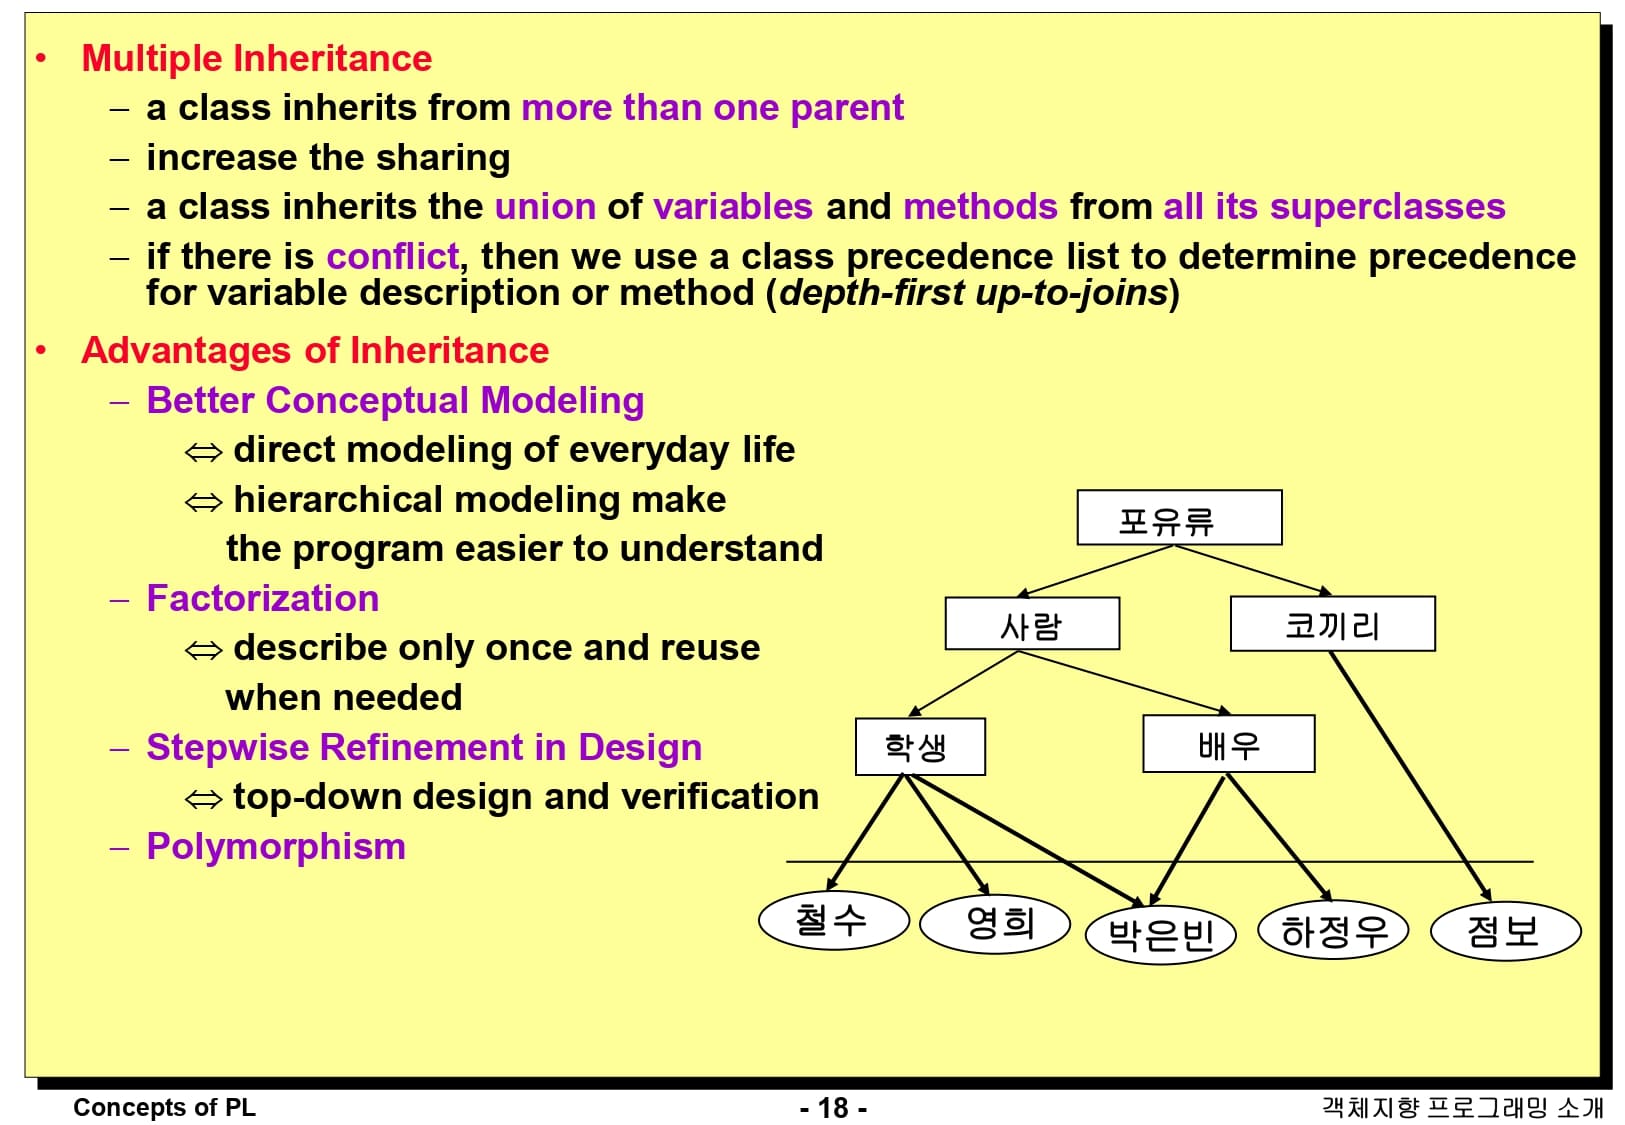 • Multiple Inheritance
– a class inherits from more than one parent
– increase the sharing
– a class inherits the union of variables and methods from all its superclasses
– if there is conflict, then we use a class precedence list to determine precedence
for variable description or method (depth-first up-to-joins)
• Advantages of Inheritance
– Better Conceptual Modeling
⇔ direct modeling of everyday life
⇔ hierarchical modeling make
the program easier to understand
– Factorization
⇔ describe only once and reuse
when needed
– Stepwise Refinement in Design
⇔ top-down design and verification
– Polymorphism
포유류
사람
코끼리
학생
배우
철수
영희
박은빈
하정우
점보
Concepts of PL
- 18 -
객체지향 프로그래밍 소개